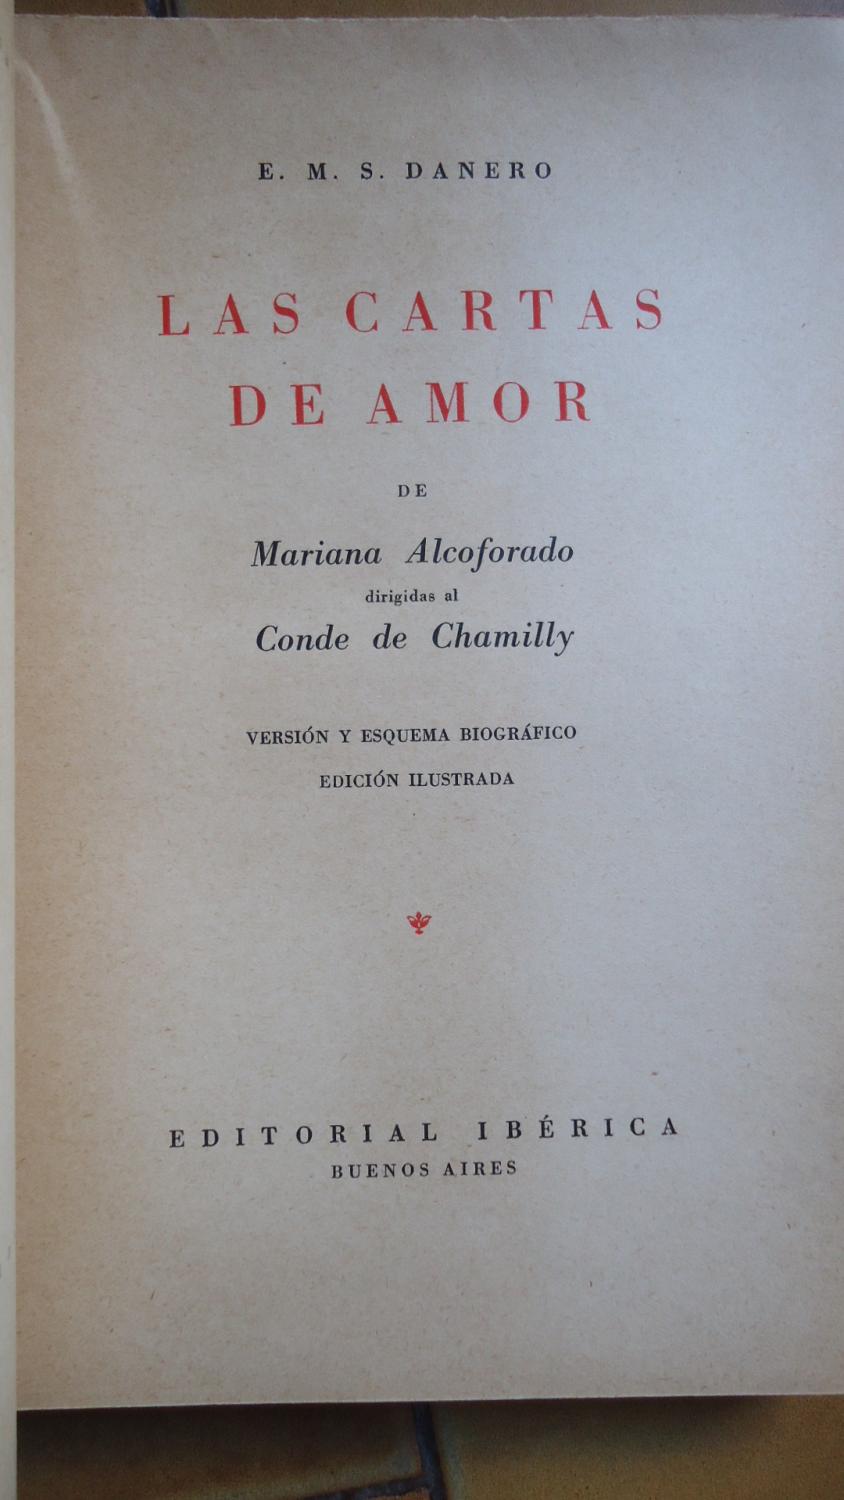 E. M. S. DANERO
LAS CARTAS
DE AMOR
DE
Mariana Alcoforado
dirigidas al
Conde de Chamilly
VERSIÓN Y ESQUEMA BIOGRÁFICO
EDICIÓN ILUSTRADA
EDITORIAL IBÉRICA
BUENOS AIRES